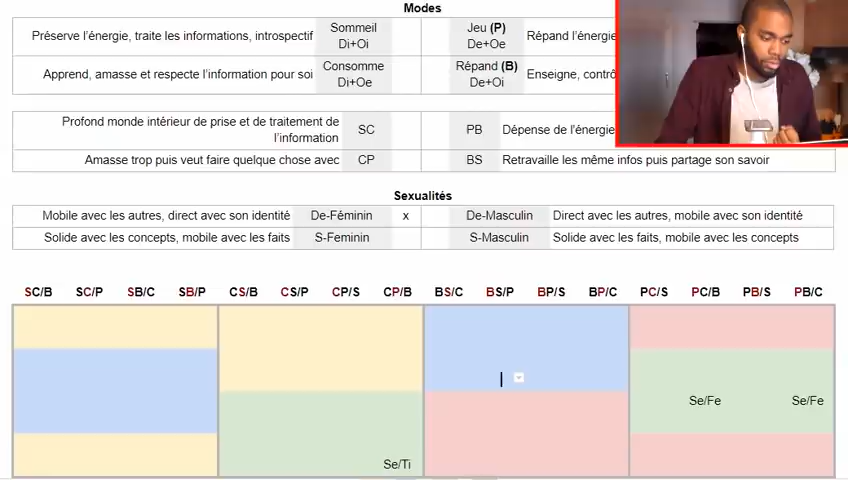 Modes
Préserve l'énergie, traite les informations, introspectif Sommeil Di+Oi Jeu (P) De+Oe Répand l'énergie
Apprend, amasse et respecte l'information pour soi Consomme Di+Oe Répand (B) De+Oi Enseigne, contrô
Profond monde intérieur de prise et de traitement de l'information SC PB Dépense de l'énergie
Amasse trop puis veut faire quelque chose avec CP BS Retravaille les même infos puis partage son savoir
Sexualités
Mobile avec les autres, direct avec son identité De-Féminin x De-Masculin Direct avec les autres, mobile avec son identité
Solide avec les concepts, mobile avec les faits S-Feminin S-Masculin Solide avec les faits, mobile avec les concepts
SC/B SC/P SB/C SB/P CS/B CS/P CP/S CP/B BS/C BS/P BP/S BP/C PC/S PC/B PB/S PB/C
Se/Fe Se/Fe
Se/Ti